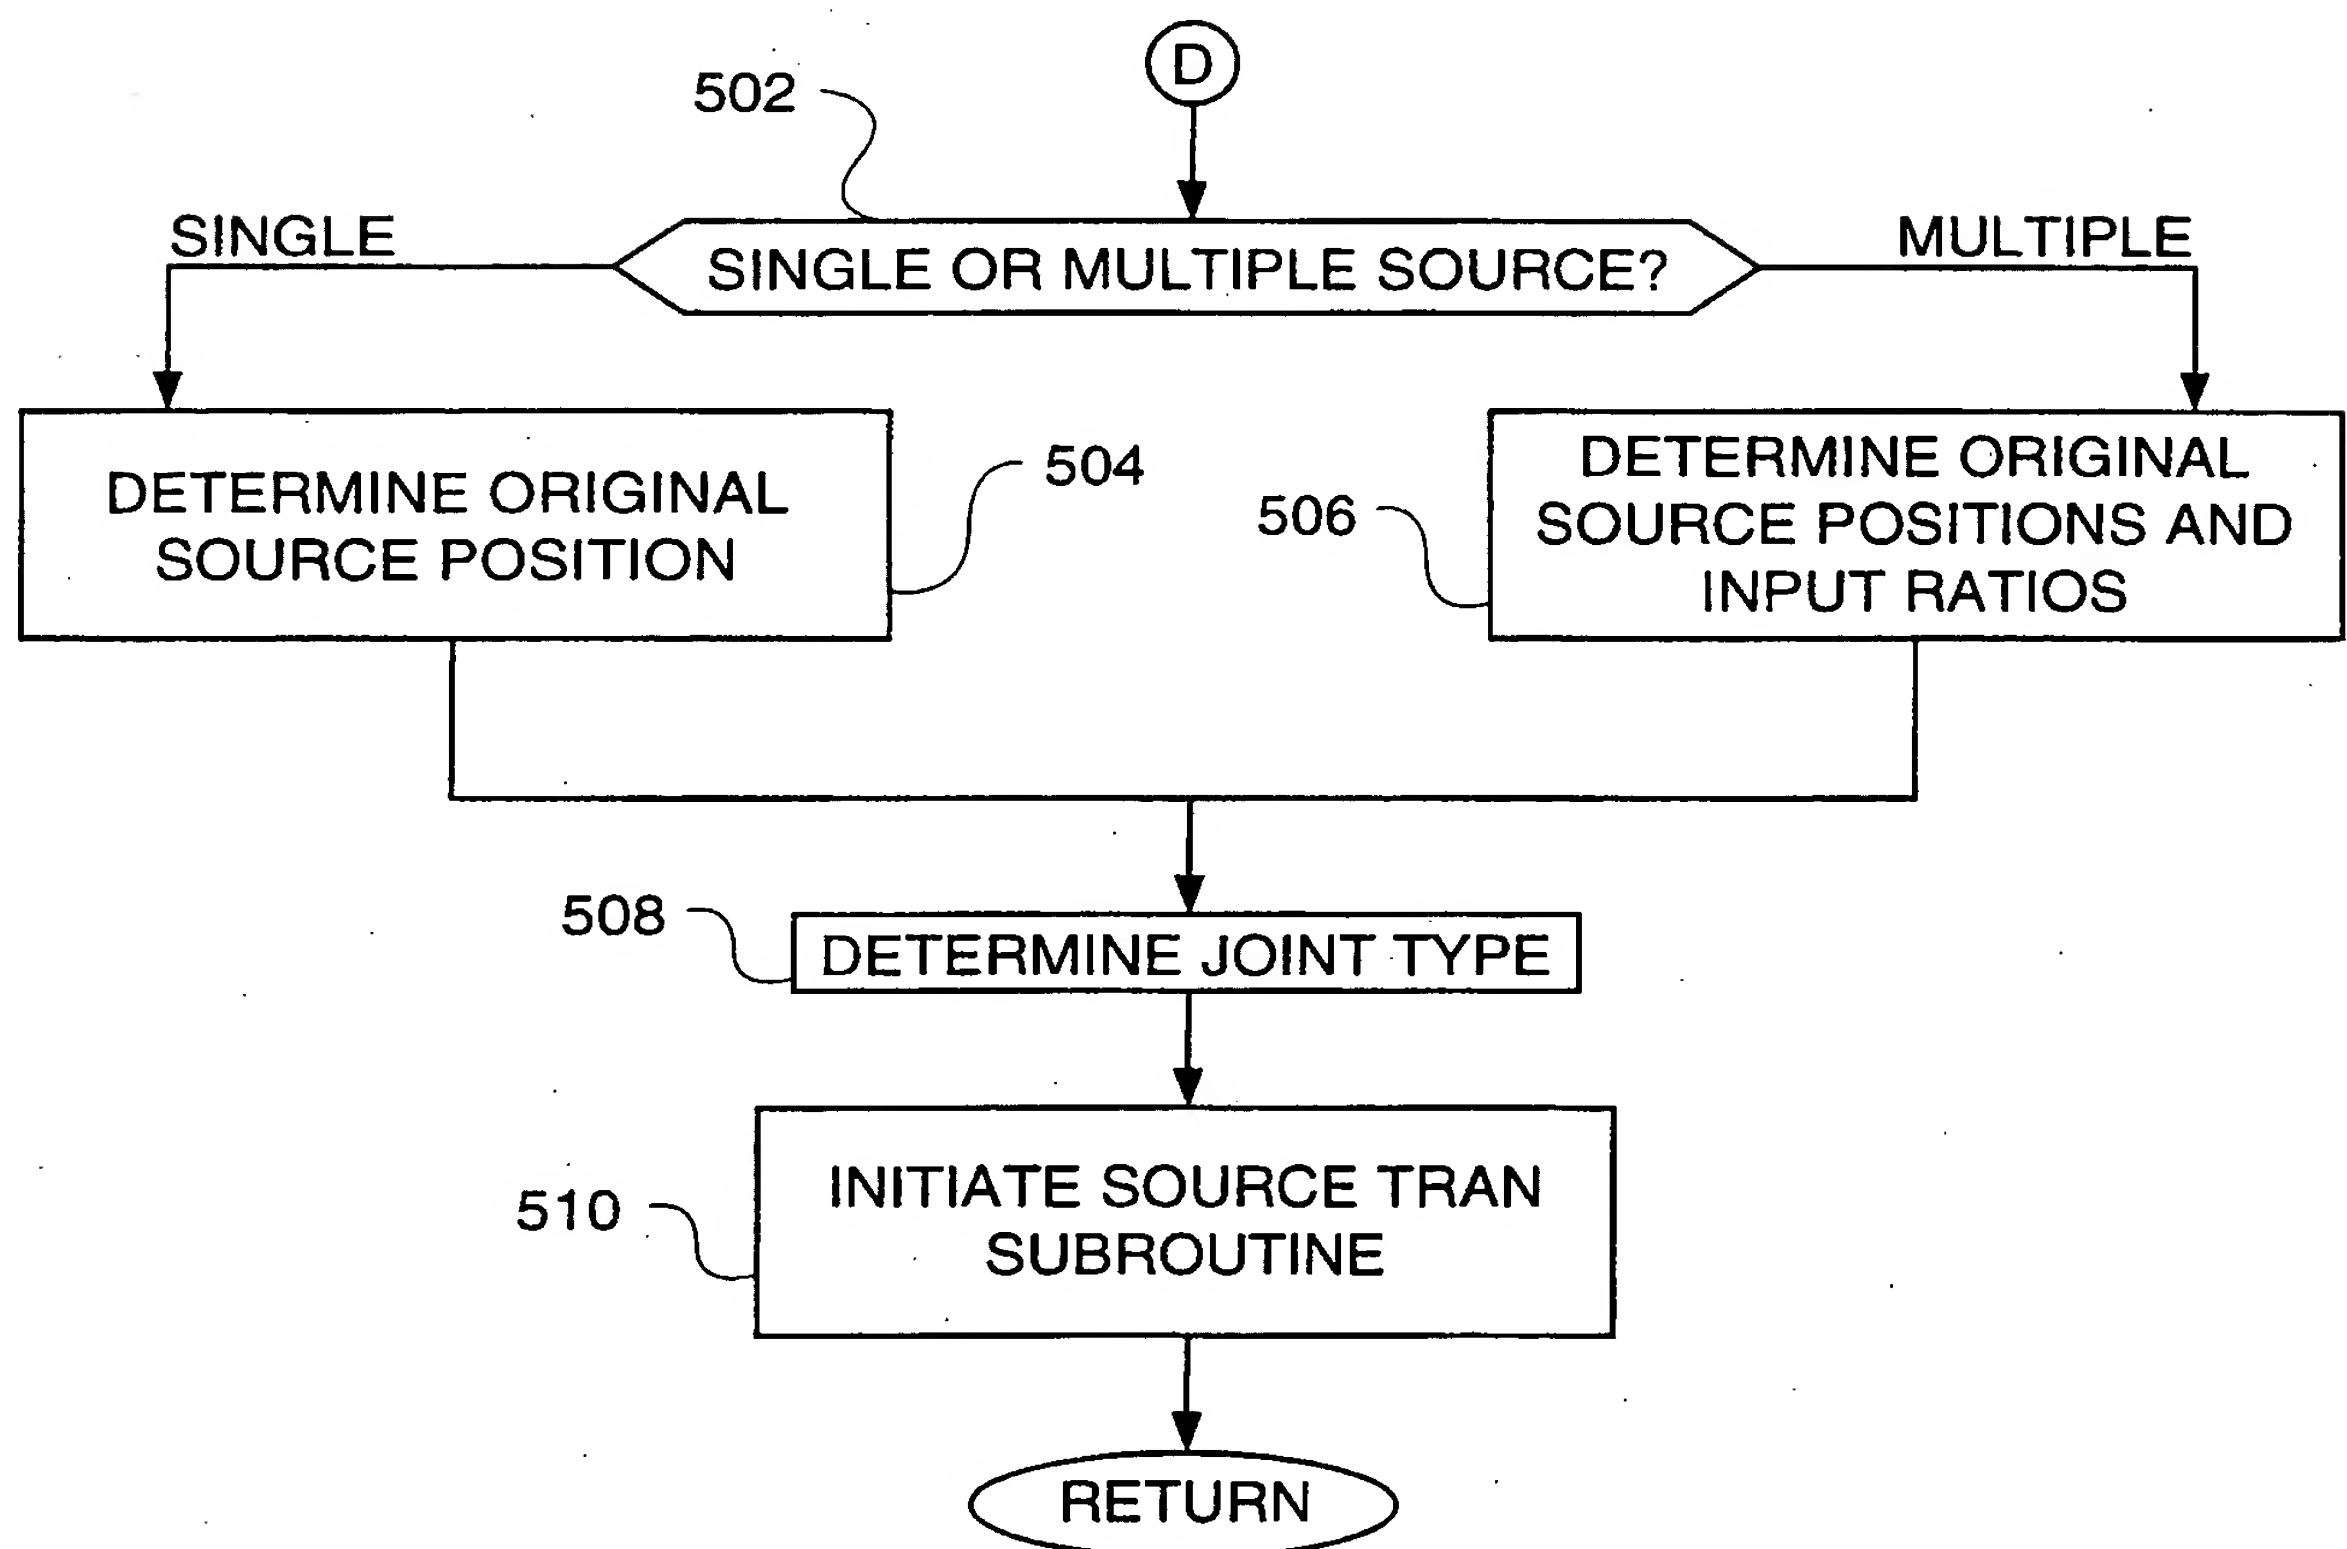 D
502
SINGLE
SINGLE OR MULTIPLE SOURCE?
MULTIPLE
DETERMINE ORIGINAL
SOURCE POSITION
504
506
DETERMINE ORIGINAL
SOURCE POSITIONS AND
INPUT RATIOS
508
DETERMINE JOINT TYPE
510
INITIATE SOURCE TRAN
SUBROUTINE
RETURN